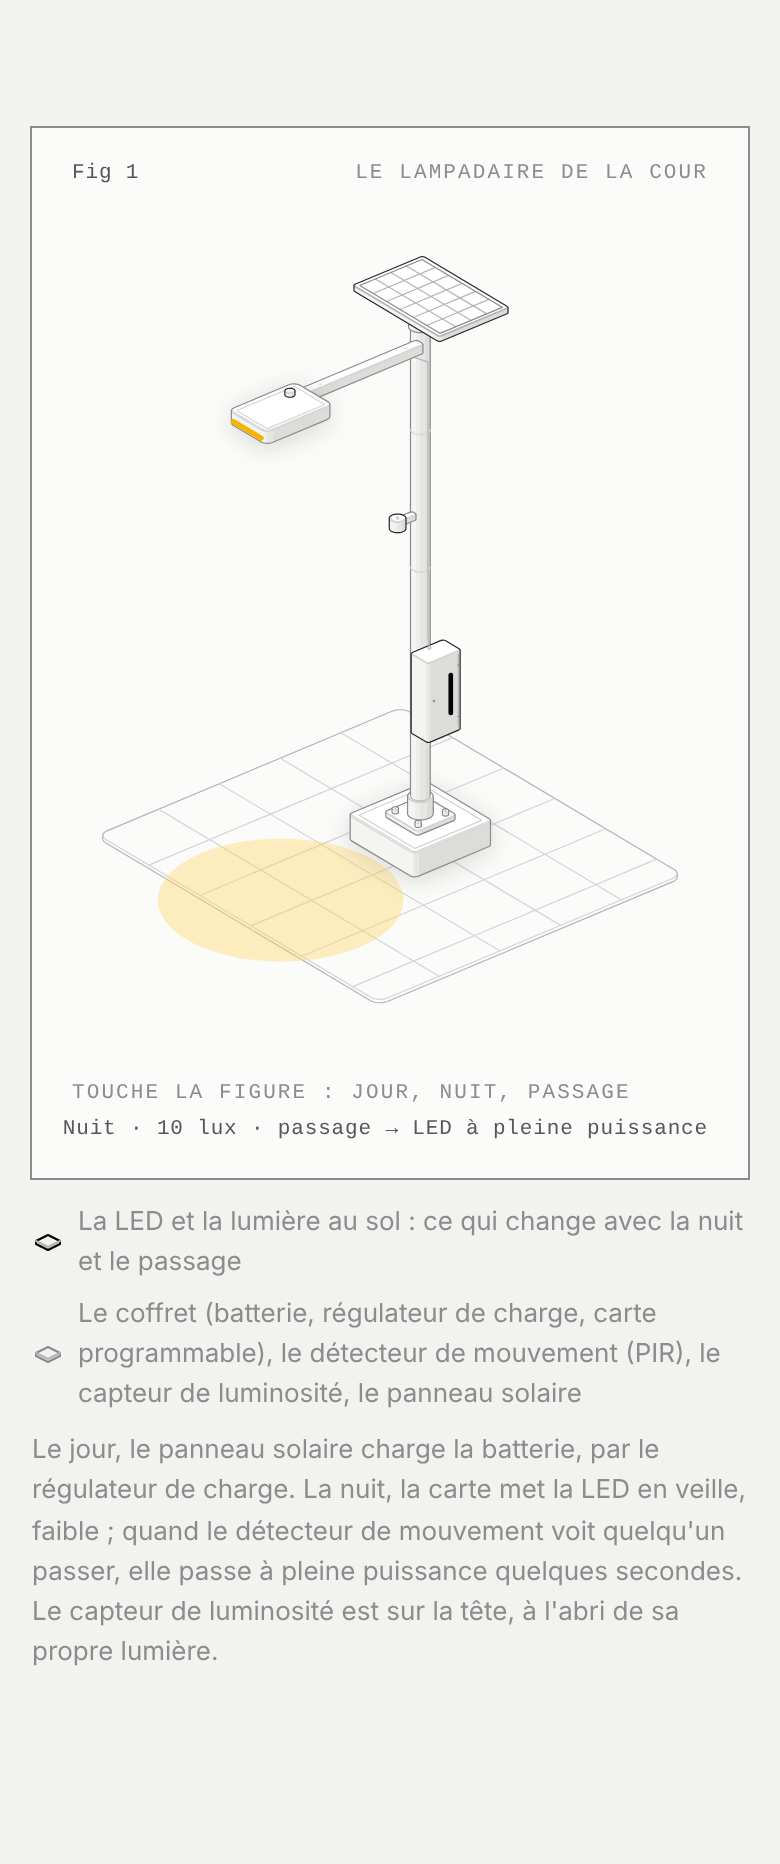 Fig 1
LE LAMPADAIRE DE LA COUR
TOUCHE LA FIGURE : JOUR, NUIT, PASSAGE
Nuit · 10 lux · passage → LED à pleine puissance
La LED et la lumière au sol : ce qui change avec la nuit
et le passage
Le coffret (batterie, régulateur de charge, carte
programmable), le détecteur de mouvement (PIR), le
capteur de luminosité, le panneau solaire
Le jour, le panneau solaire charge la batterie, par le
régulateur de charge. La nuit, la carte met la LED en veille,
faible ; quand le détecteur de mouvement voit quelqu'un
passer, elle passe à pleine puissance quelques secondes.
Le capteur de luminosité est sur la tête, à l'abri de sa
propre lumière.